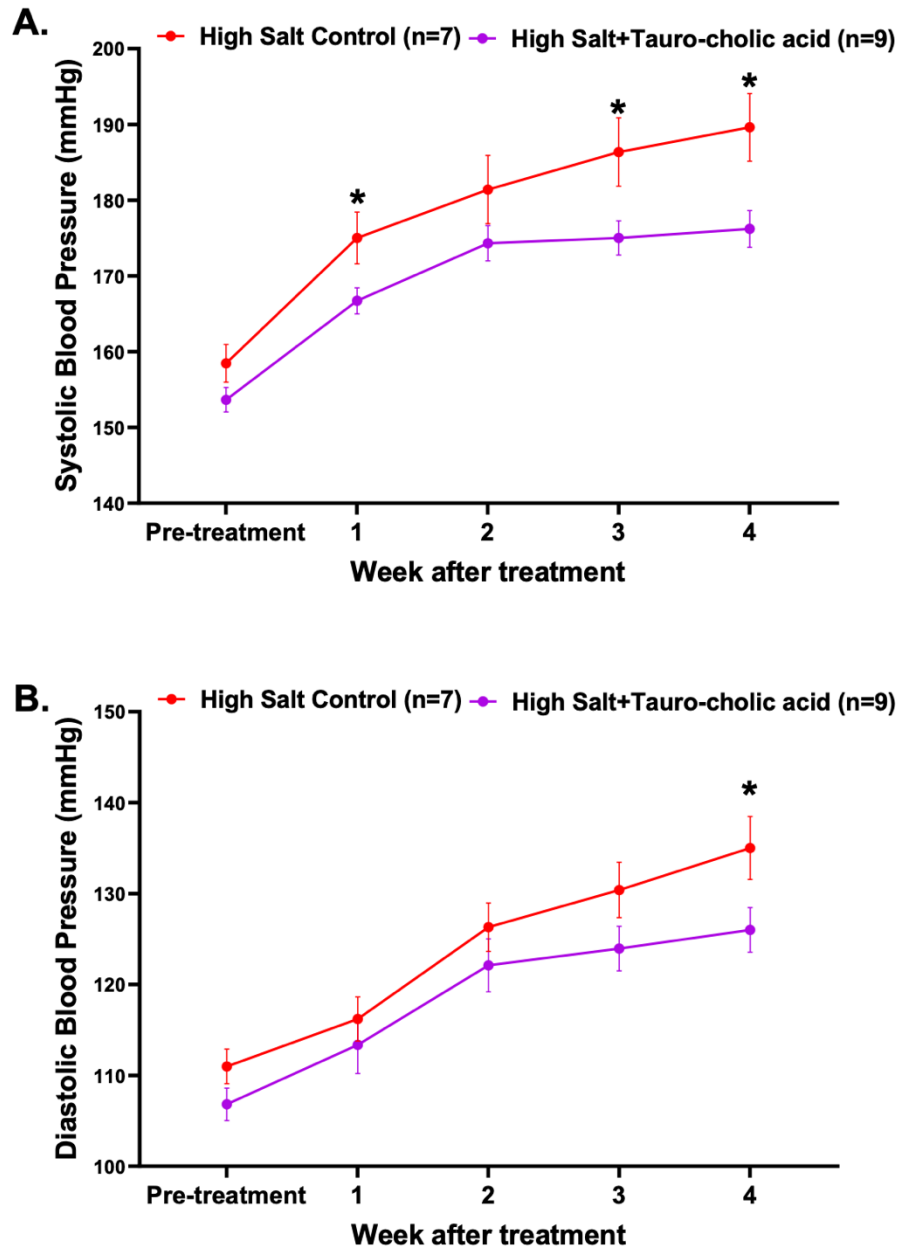 A.
High Salt Control (n=7) High Salt+Tauro-cholic acid (n=9)
Systolic Blood Pressure (mmHg)
200
190
180
170
160
150
140
* * *
Pre-treatment 1 2 3 4
Week after treatment
B.
High Salt Control (n=7) High Salt+Tauro-cholic acid (n=9)
Diastolic Blood Pressure (mmHg)
150
140
130
120
110
100
*
Pre-treatment 1 2 3 4
Week after treatment